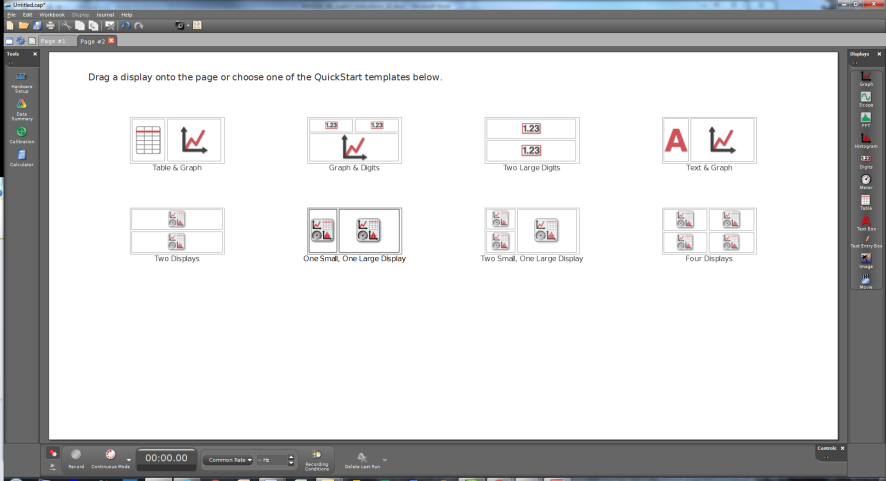 Untitled.cap*
File Edit Workbook Display Journal Help
Page #1 Page #2
Tools
Hardware Setup
Data Summary
Calibration
Calculator
Drag a display onto the page or choose one of the QuickStart templates below.
1.23 1.23
1.23
1.23
A
Table & Graph
Graph & Digits
Two Large Digits
Text & Graph
Two Displays
One Small, One Large Display
Two Small, One Large Display
Four Displays
Displays
Graph
Scope
FFT
Histogram
Digits
Meter
Table
Text Box
Text Entry Box
Image
Movie
Controls
Record
Continuous Mode
00:00.00
Common Rate
-- Hz
Recording Conditions
Delete Last Run